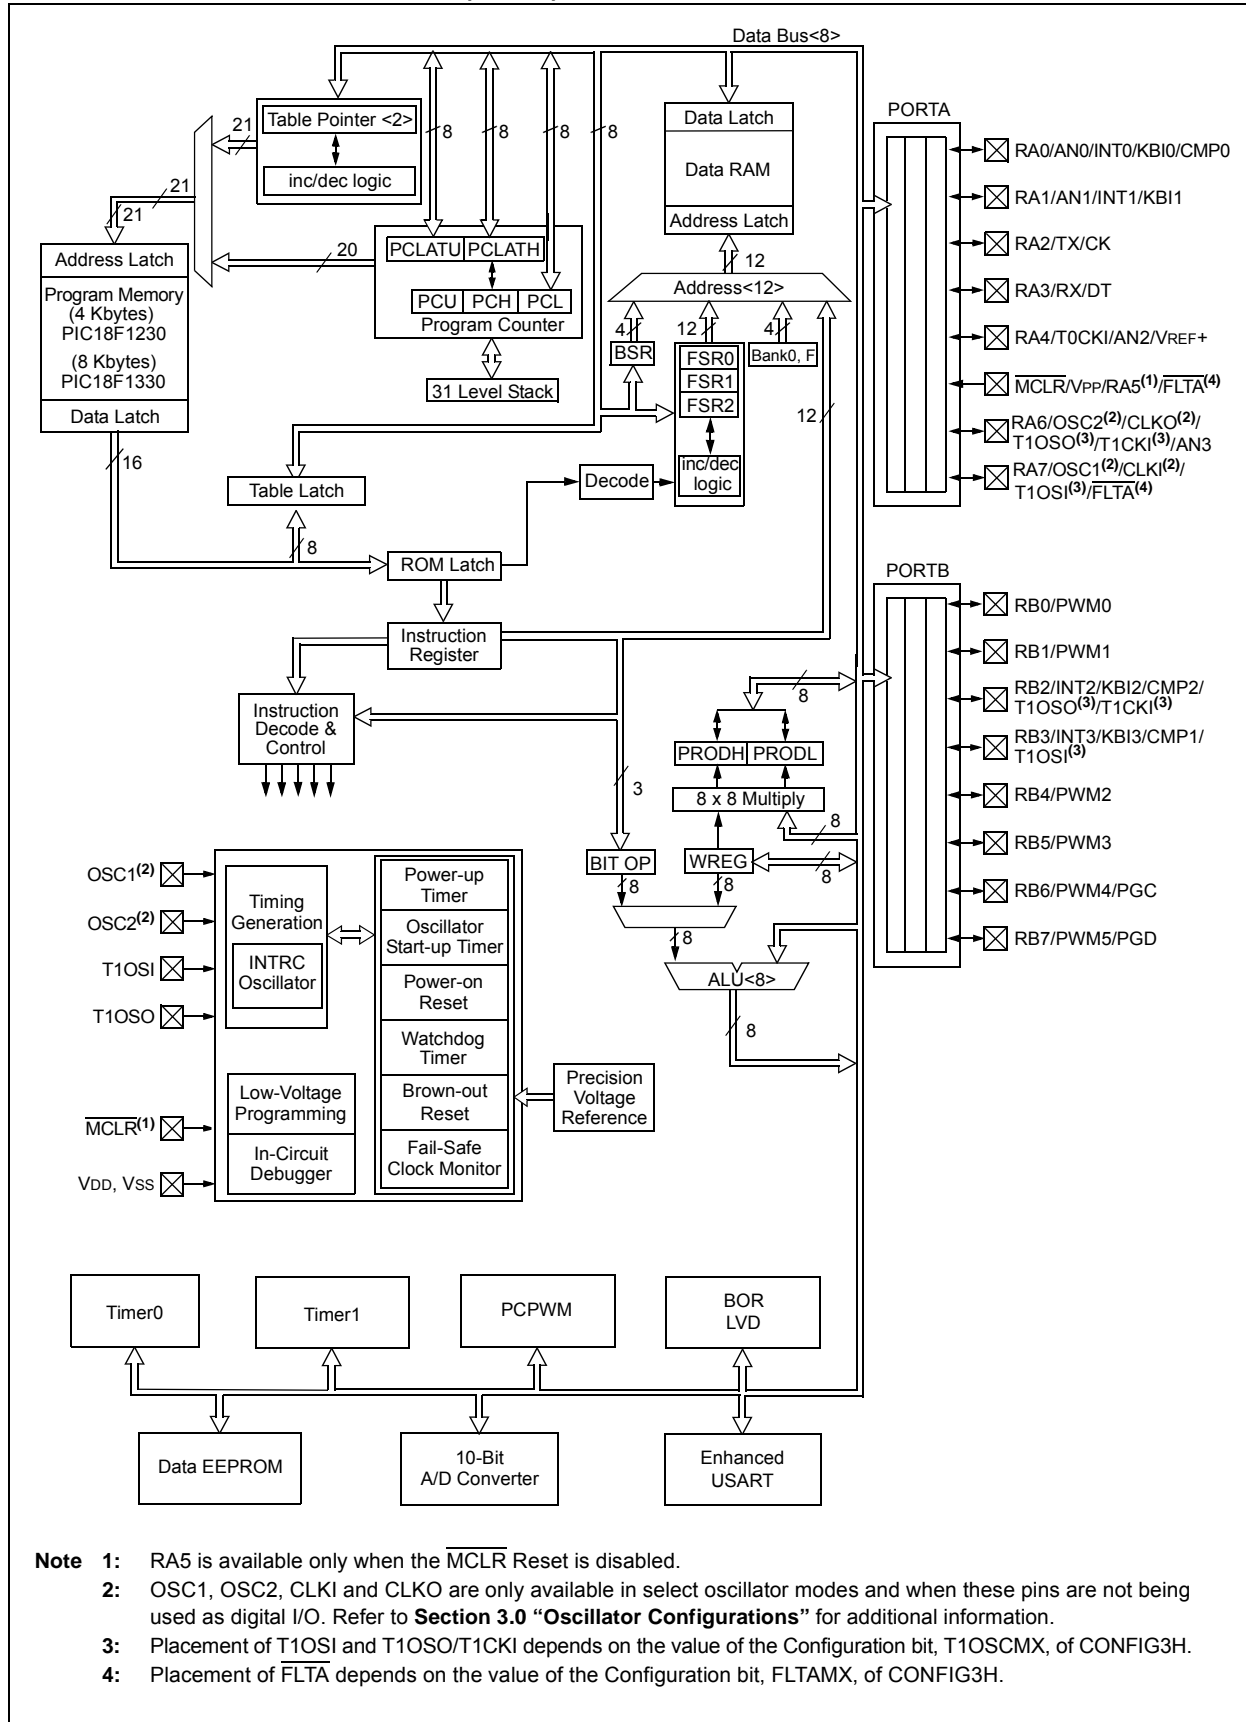 Data Bus<8>
Table Pointer <2>
inc/dec logic
21
21
21
20
8
8
8
8
Data Latch
Data RAM
Address Latch
12
Address<12>
4
12
4
12
BSR
FSR0
FSR1
FSR2
inc/dec
logic
Bank0, F
PCLATU
PCLATH
PCU
PCH
PCL
Program Counter
31 Level Stack
Address Latch
Program Memory
(4 Kbytes)
PIC18F1230
(8 Kbytes)
PIC18F1330
Data Latch
16
Table Latch
8
Decode
ROM Latch
Instruction
Register
Instruction
Decode &
Control
3
8
PRODH
PRODL
8 x 8 Multiply
8
BIT OP
WREG
8
8
8
8
ALU<8>
8
PORTA
RA0/AN0/INT0/KBI0/CMP0
RA1/AN1/INT1/KBI1
RA2/TX/CK
RA3/RX/DT
RA4/T0CKI/AN2/VREF+
MCLR/VPP/RA5(1)/FLTA(4)
RA6/OSC2(2)/CLKO(2)/
T1OSO(3)/T1CKI(3)/AN3
RA7/OSC1(2)/CLKI(2)/
T1OSI(3)/FLTA(4)
PORTB
RB0/PWM0
RB1/PWM1
RB2/INT2/KBI2/CMP2/
T1OSO(3)/T1CKI(3)
RB3/INT3/KBI3/CMP1/
T1OSI(3)
RB4/PWM2
RB5/PWM3
RB6/PWM4/PGC
RB7/PWM5/PGD
OSC1(2)
OSC2(2)
T1OSI
T1OSO
MCLR(1)
VDD, VSS
Timing
Generation
INTRC
Oscillator
Low-Voltage
Programming
In-Circuit
Debugger
Power-up
Timer
Oscillator
Start-up Timer
Power-on
Reset
Watchdog
Timer
Brown-out
Reset
Fail-Safe
Clock Monitor
Precision
Voltage
Reference
Timer0
Timer1
PCPWM
BOR
LVD
Data EEPROM
10-Bit
A/D Converter
Enhanced
USART
Note 1: RA5 is available only when the MCLR Reset is disabled.
2: OSC1, OSC2, CLKI and CLKO are only available in select oscillator modes and when these pins are not being
used as digital I/O. Refer to Section 3.0 “Oscillator Configurations” for additional information.
3: Placement of T1OSI and T1OSO/T1CKI depends on the value of the Configuration bit, T1OSCMX, of CONFIG3H.
4: Placement of FLTA depends on the value of the Configuration bit, FLTAMX, of CONFIG3H.